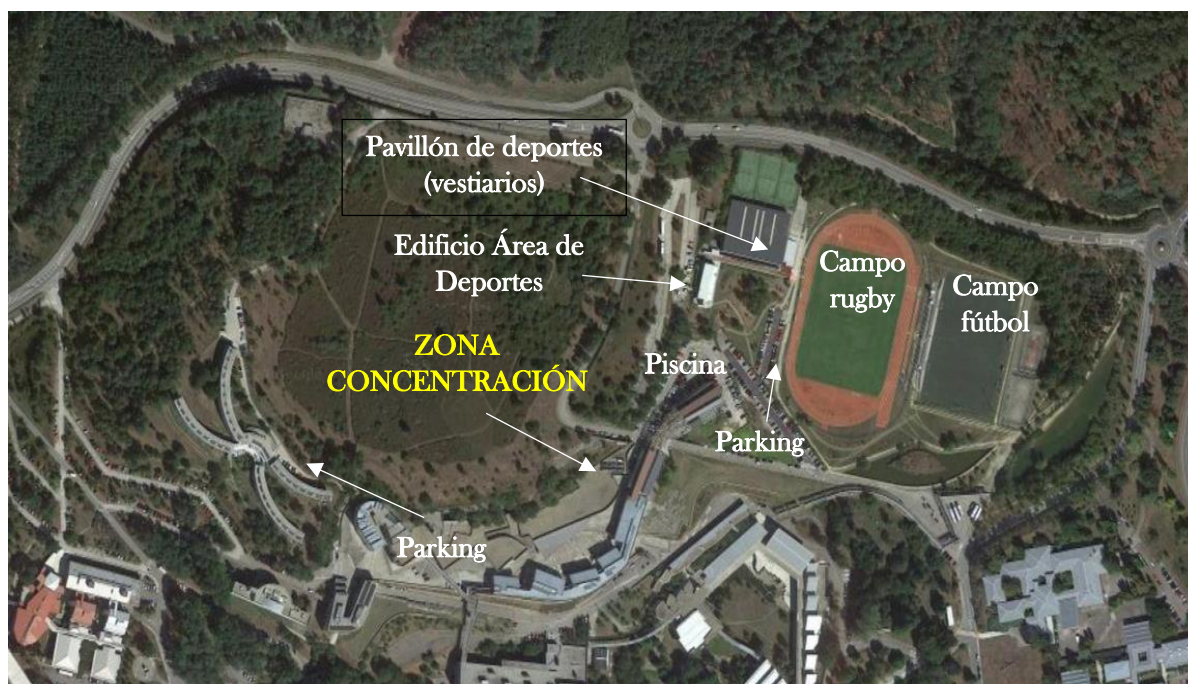 Pavillón de deportes
(vestiarios)
Edificio Área de
Deportes
ZONA
CONCENTRACIÓN
Campo
rugby
Campo
fútbol
Piscina
Parking
Parking